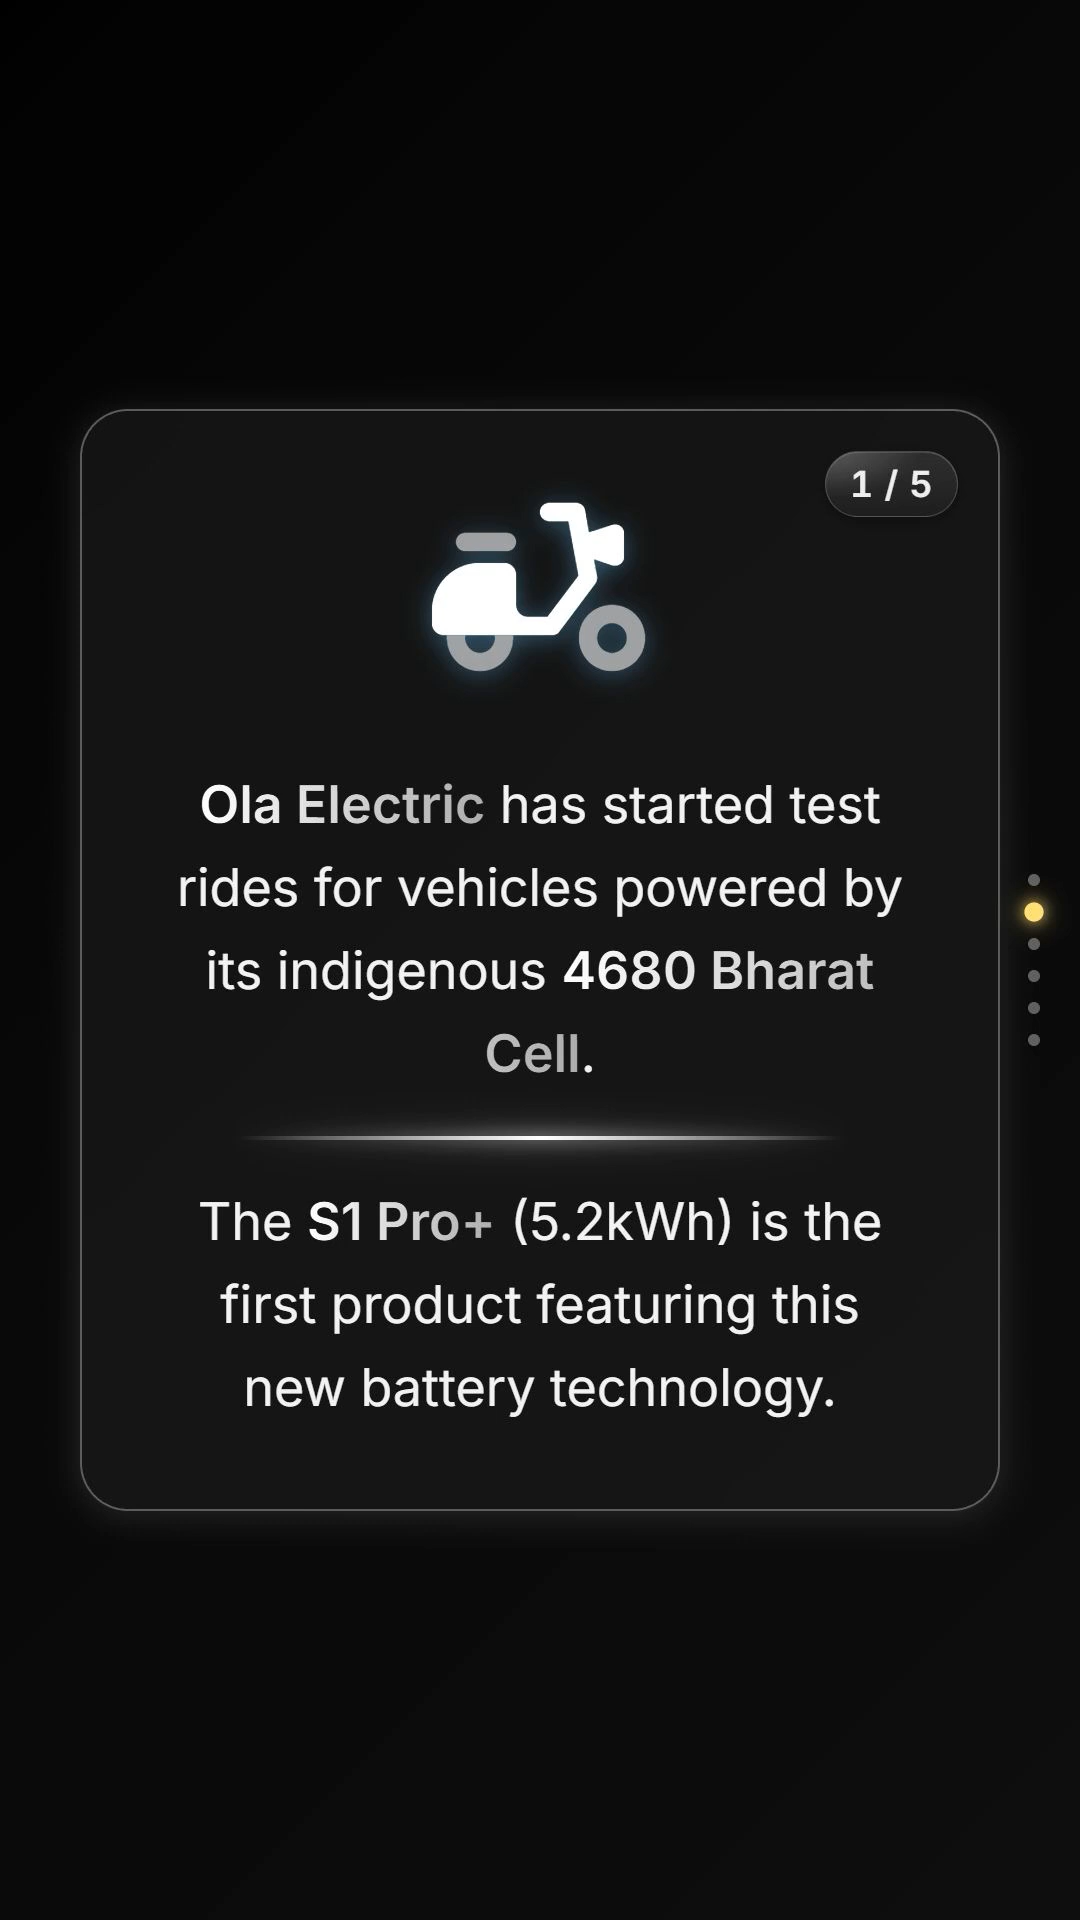 1 / 5
Ola Electric has started test
rides for vehicles powered by
its indigenous 4680 Bharat
Cell.
The S1 Pro+ (5.2kWh) is the
first product featuring this
new battery technology.